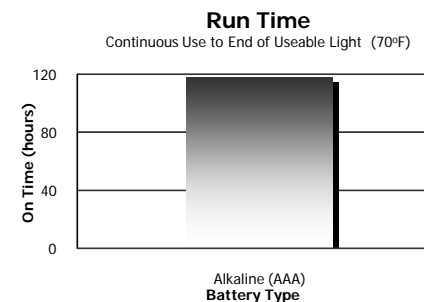 Run Time
Continuous Use to End of Useable Light (70ºF)
On Time (hours)
120
80
40
0
Alkaline (AAA)
Battery Type